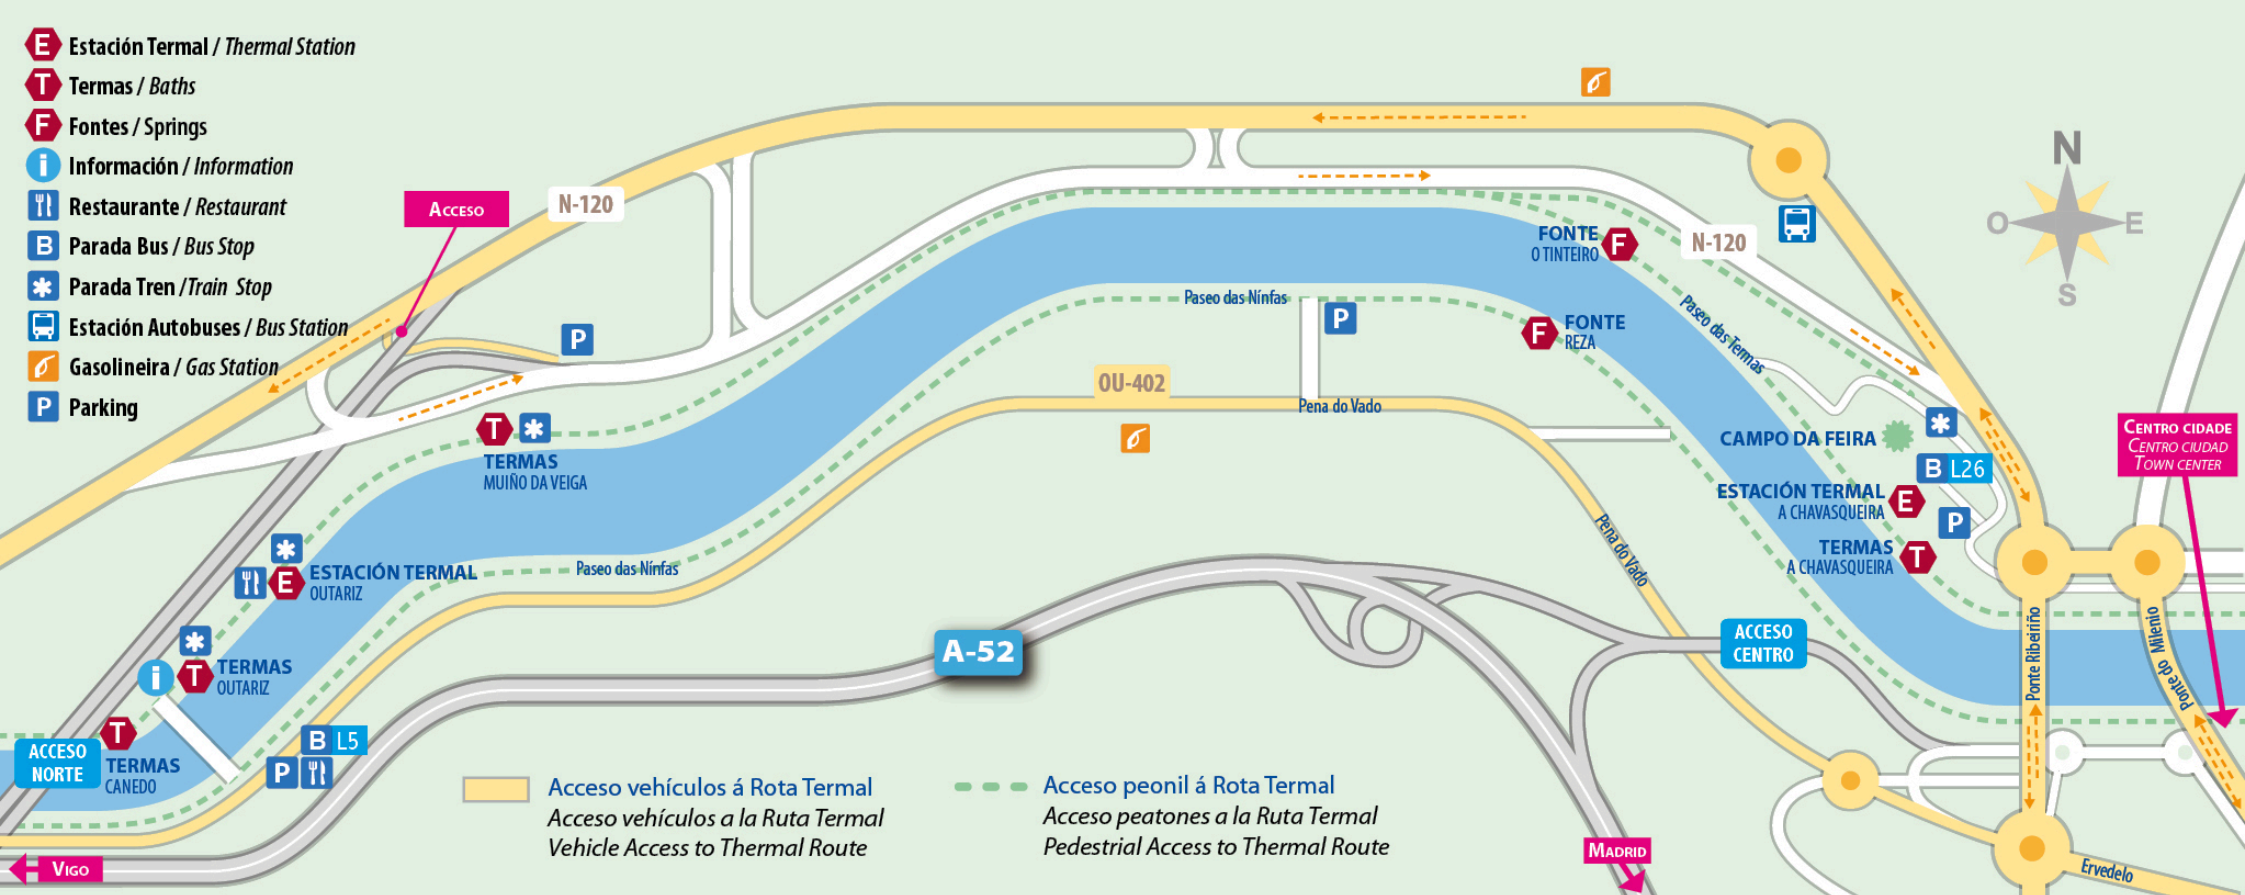 E Estación Termal / Thermal Station
T Termas / Baths
F Fontes / Springs
i Información / Information
Restaurante / Restaurant
B Parada Bus / Bus Stop
Parada Tren /Train Stop
Estación Autobuses / Bus Station
Gasolineira / Gas Station
P Parking
ACCESO
N-120
P
N
O
E
S
FONTE
O TINTEIRO
F
N-120
Paseo das Nínfas
P
F
FONTE
REZA
Paseo das Termas
OU-402
Pena do Vado
T
TERMAS
MUIÑO DA VEIGA
CAMPO DA FEIRA
B L26
CENTRO CIDADE
CENTRO CIUDAD
TOWN CENTER
ESTACIÓN TERMAL
A CHAVASQUEIRA
E
P
TERMAS
A CHAVASQUEIRA
T
Pena do Vado
E
ESTACIÓN TERMAL
OUTARIZ
Paseo das Nínfas
A-52
ACCESO
CENTRO
Ponte Ribeiriño
Ponte do Milenio
i
T
TERMAS
OUTARIZ
T
TERMAS
CANEDO
ACCESO
NORTE
B L5
P
Acceso vehículos á Rota Termal
Acceso vehículos a la Ruta Termal
Vehicle Access to Thermal Route
Acceso peonil á Rota Termal
Acceso peatones a la Ruta Termal
Pedestrial Access to Thermal Route
VIGO
MADRID
Ervedelo